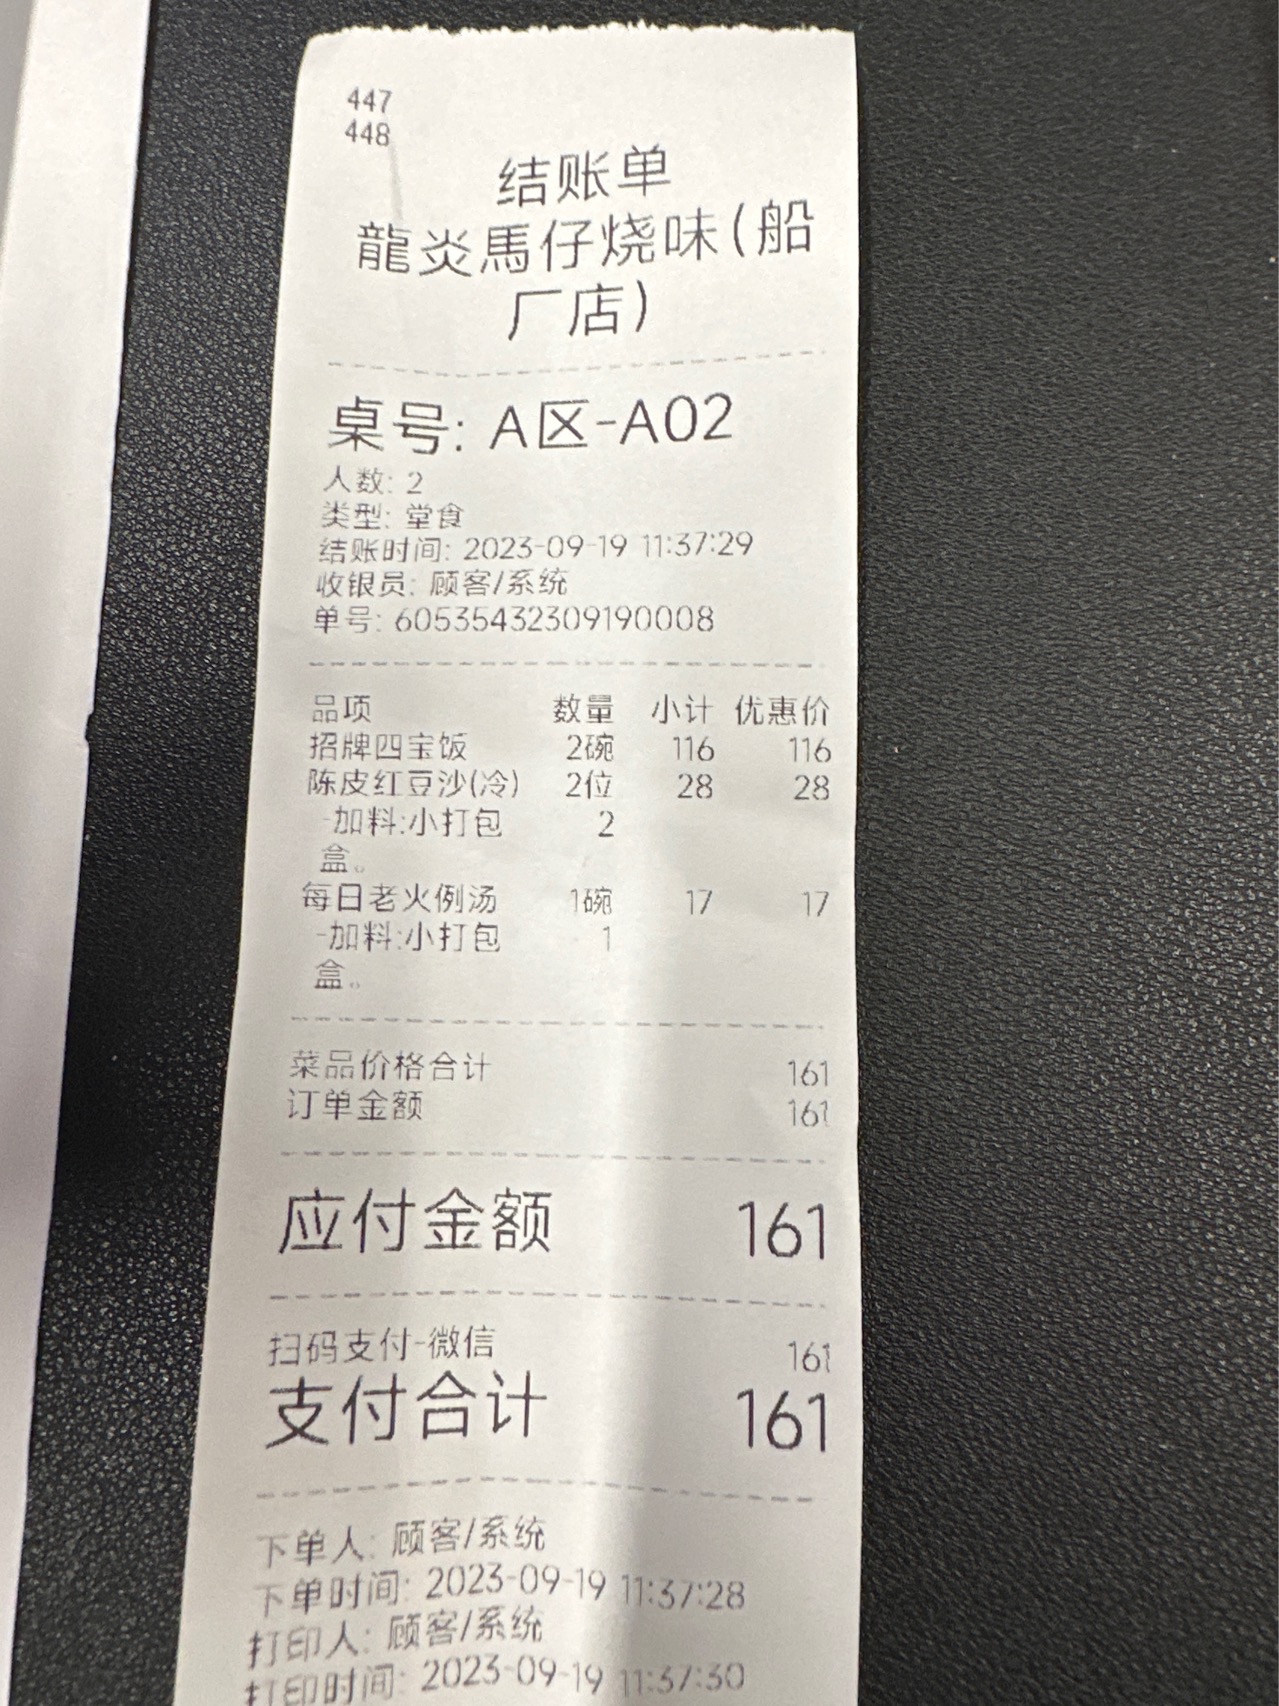 447
448
结账单
龍炎馬仔烧味(船
厂店)
桌号: A区-A02
人数: 2
类型: 堂食
结账时间: 2023-09-19 11:37:29
收银员: 顾客/系统
单号: 60535432309190008
品项 数量 小计 优惠价
招牌四宝饭 2碗 116 116
陈皮红豆沙(冷) 2位 28 28
-加料:小打包 2
盒。
每日老火例汤 1碗 17 17
-加料:小打包 1
盒。
菜品价格合计 161
订单金额 161
应付金额 161
扫码支付-微信 161
支付合计 161
下单人: 顾客/系统
下单时间: 2023-09-19 11:37:28
打印人: 顾客/系统
打印时间: 2023-09-19 11:37:30